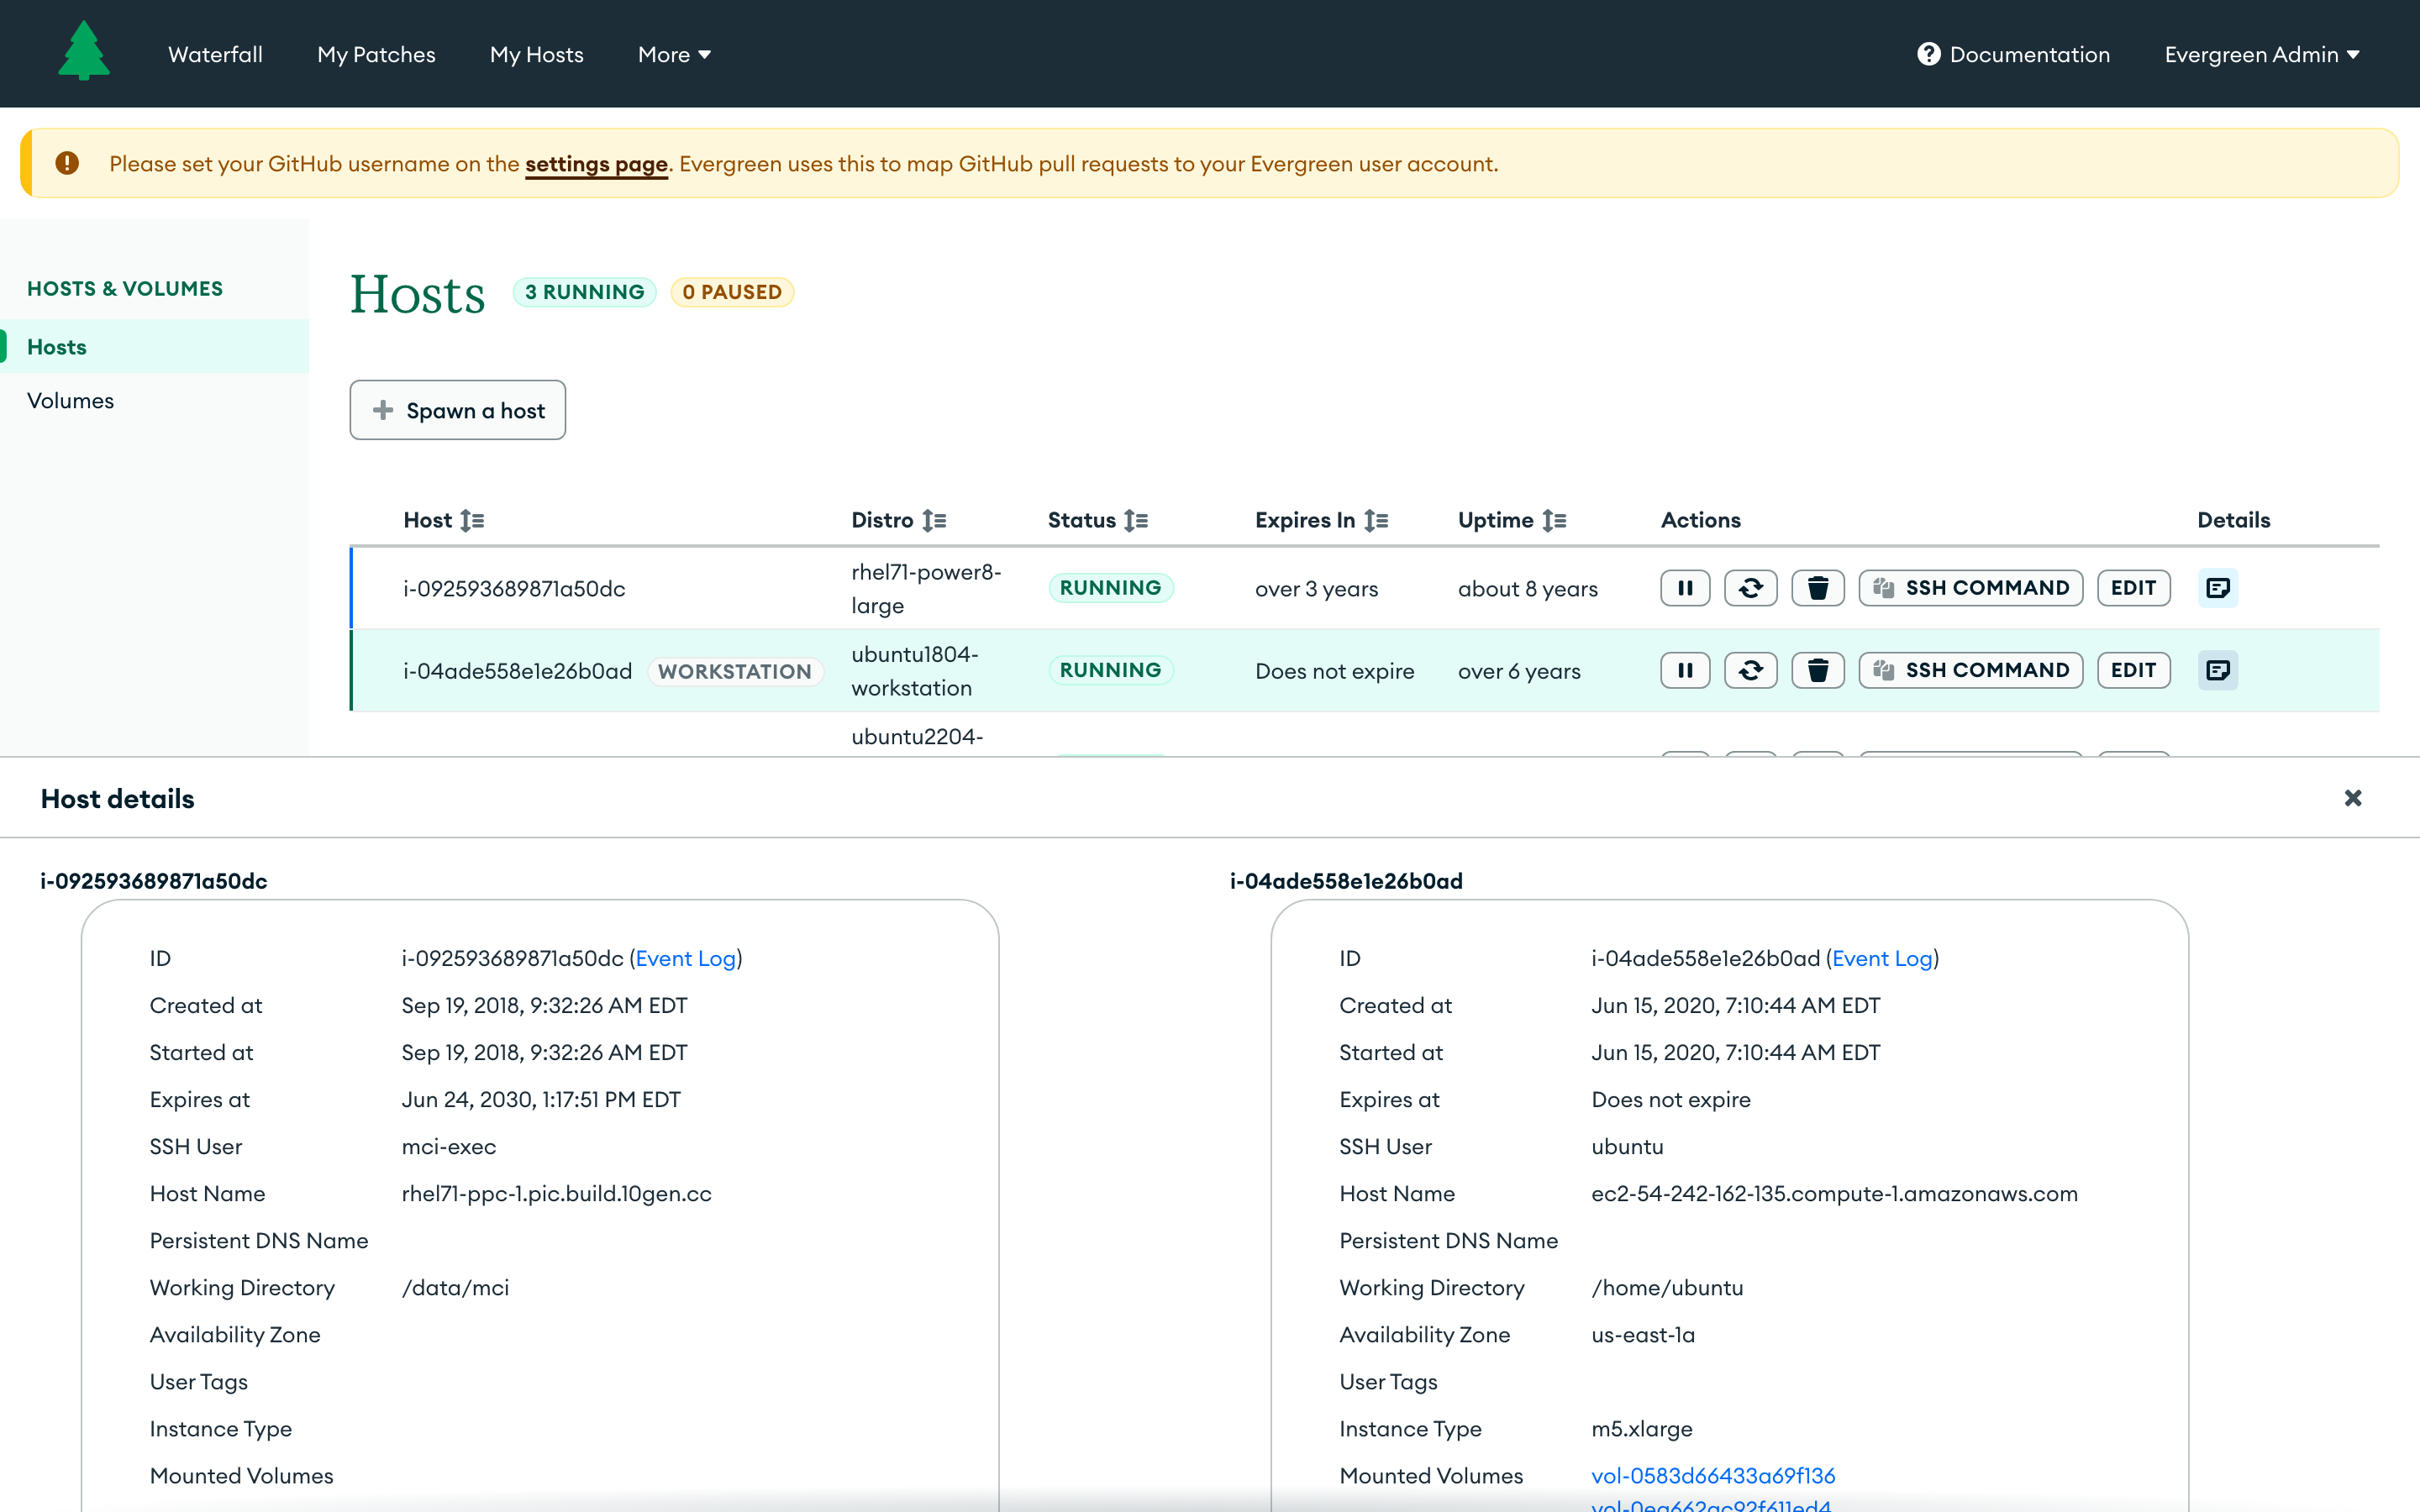 Waterfall My Patches My Hosts More Documentation Evergreen Admin
Please set your GitHub username on the settings page. Evergreen uses this to map GitHub pull requests to your Evergreen user account.
HOSTS & VOLUMES
Hosts
Volumes
Hosts 3 RUNNING 0 PAUSED
Spawn a host
Host Distro Status Expires In Uptime Actions Details
i-092593689871a50dc rhel71-power8-large RUNNING over 3 years about 8 years SSH COMMAND EDIT
i-04ade558e1e26b0ad WORKSTATION ubuntu1804-workstation RUNNING Does not expire over 6 years SSH COMMAND EDIT
ubuntu2204-
Host details
i-092593689871a50dc
ID i-092593689871a50dc (Event Log)
Created at Sep 19, 2018, 9:32:26 AM EDT
Started at Sep 19, 2018, 9:32:26 AM EDT
Expires at Jun 24, 2030, 1:17:51 PM EDT
SSH User mci-exec
Host Name rhel71-ppc-1.pic.build.10gen.cc
Persistent DNS Name
Working Directory /data/mci
Availability Zone
User Tags
Instance Type
Mounted Volumes
i-04ade558e1e26b0ad
ID i-04ade558e1e26b0ad (Event Log)
Created at Jun 15, 2020, 7:10:44 AM EDT
Started at Jun 15, 2020, 7:10:44 AM EDT
Expires at Does not expire
SSH User ubuntu
Host Name ec2-54-242-162-135.compute-1.amazonaws.com
Persistent DNS Name
Working Directory /home/ubuntu
Availability Zone us-east-1a
User Tags
Instance Type m5.xlarge
Mounted Volumes vol-0583d66433a69f136
vol-0ea662ac92f611ed4